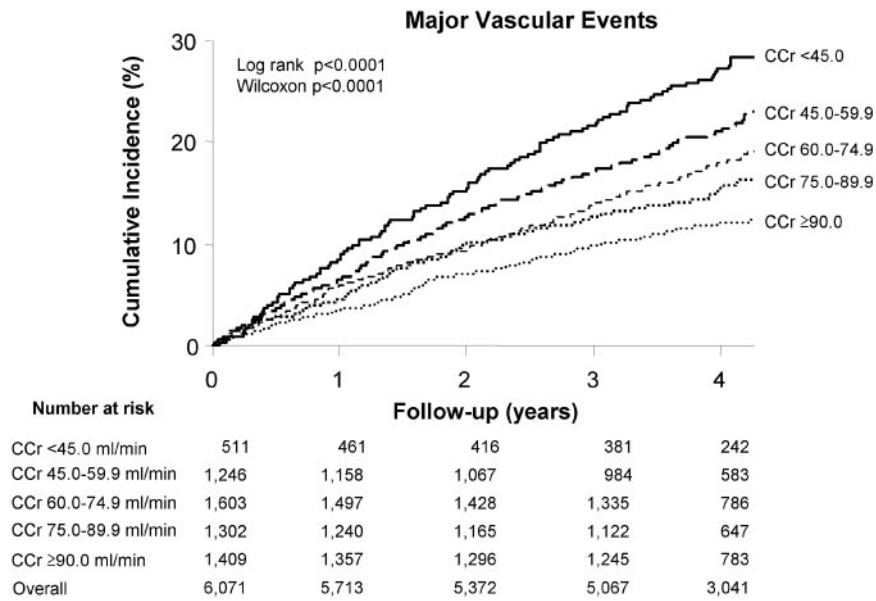 Major Vascular Events
30
Log rank p<0.0001
Wilcoxon p<0.0001
CCr <45.0
CCr 45.0-59.9
20
CCr 60.0-74.9
CCr 75.0-89.9
CCr ≥90.0
10
0
Cumulative Incidence (%)
0 1 2 3 4
Number at risk
Follow-up (years)
CCr <45.0 ml/min 511 461 416 381 242
CCr 45.0-59.9 ml/min 1,246 1,158 1,067 984 583
CCr 60.0-74.9 ml/min 1,603 1,497 1,428 1,335 786
CCr 75.0-89.9 ml/min 1,302 1,240 1,165 1,122 647
CCr ≥90.0 ml/min 1,409 1,357 1,296 1,245 783
Overall 6,071 5,713 5,372 5,067 3,041